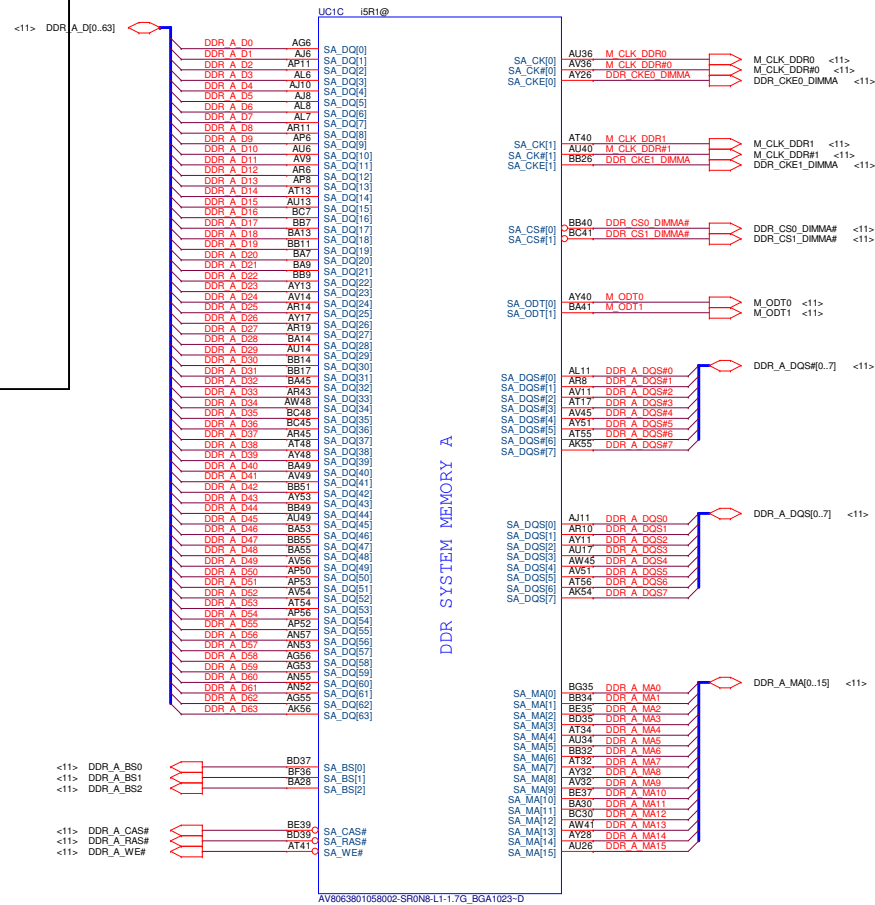 UC1C i5R1@
<11> DDR_A_D[0..63]
DDR_A_D0 AG6 SA_DQ[0]
DDR_A_D1 AJ6 SA_DQ[1]
DDR_A_D2 AP11 SA_DQ[2]
DDR_A_D3 AL6 SA_DQ[3]
DDR_A_D4 AJ10 SA_DQ[4]
DDR_A_D5 AJ8 SA_DQ[5]
DDR_A_D6 AL8 SA_DQ[6]
DDR_A_D7 AL7 SA_DQ[7]
DDR_A_D8 AR11 SA_DQ[8]
DDR_A_D9 AP6 SA_DQ[9]
DDR_A_D10 AU6 SA_DQ[10]
DDR_A_D11 AV9 SA_DQ[11]
DDR_A_D12 AR6 SA_DQ[12]
DDR_A_D13 AP8 SA_DQ[13]
DDR_A_D14 AT13 SA_DQ[14]
DDR_A_D15 AU13 SA_DQ[15]
DDR_A_D16 BC7 SA_DQ[16]
DDR_A_D17 BB7 SA_DQ[17]
DDR_A_D18 BA13 SA_DQ[18]
DDR_A_D19 BB11 SA_DQ[19]
DDR_A_D20 BA7 SA_DQ[20]
DDR_A_D21 BA9 SA_DQ[21]
DDR_A_D22 BB9 SA_DQ[22]
DDR_A_D23 AY13 SA_DQ[23]
DDR_A_D24 AV14 SA_DQ[24]
DDR_A_D25 AR14 SA_DQ[25]
DDR_A_D26 AY17 SA_DQ[26]
DDR_A_D27 AR19 SA_DQ[27]
DDR_A_D28 BA14 SA_DQ[28]
DDR_A_D29 AU14 SA_DQ[29]
DDR_A_D30 BB14 SA_DQ[30]
DDR_A_D31 BB17 SA_DQ[31]
DDR_A_D32 BA45 SA_DQ[32]
DDR_A_D33 AR43 SA_DQ[33]
DDR_A_D34 AW48 SA_DQ[34]
DDR_A_D35 BC48 SA_DQ[35]
DDR_A_D36 BC45 SA_DQ[36]
DDR_A_D37 AR45 SA_DQ[37]
DDR_A_D38 AT48 SA_DQ[38]
DDR_A_D39 AY48 SA_DQ[39]
DDR_A_D40 BA49 SA_DQ[40]
DDR_A_D41 AV49 SA_DQ[41]
DDR_A_D42 BB51 SA_DQ[42]
DDR_A_D43 AY53 SA_DQ[43]
DDR_A_D44 BB49 SA_DQ[44]
DDR_A_D45 AU49 SA_DQ[45]
DDR_A_D46 BA53 SA_DQ[46]
DDR_A_D47 BB55 SA_DQ[47]
DDR_A_D48 BA55 SA_DQ[48]
DDR_A_D49 AV56 SA_DQ[49]
DDR_A_D50 AP50 SA_DQ[50]
DDR_A_D51 AP53 SA_DQ[51]
DDR_A_D52 AV54 SA_DQ[52]
DDR_A_D53 AT54 SA_DQ[53]
DDR_A_D54 AP56 SA_DQ[54]
DDR_A_D55 AP52 SA_DQ[55]
DDR_A_D56 AN57 SA_DQ[56]
DDR_A_D57 AN53 SA_DQ[57]
DDR_A_D58 AG56 SA_DQ[58]
DDR_A_D59 AG53 SA_DQ[59]
DDR_A_D60 AN55 SA_DQ[60]
DDR_A_D61 AN52 SA_DQ[61]
DDR_A_D62 AG55 SA_DQ[62]
DDR_A_D63 AK56 SA_DQ[63]
<11> DDR_A_BS0 BD37 SA_BS[0]
<11> DDR_A_BS1 BF36 SA_BS[1]
<11> DDR_A_BS2 BA28 SA_BS[2]
<11> DDR_A_CAS# BE39 SA_CAS#
<11> DDR_A_RAS# BD39 SA_RAS#
<11> DDR_A_WE# AT41 SA_WE#
DDR SYSTEM MEMORY A
SA_CK[0] AU36 M_CLK_DDR0 M_CLK_DDR0 <11>
SA_CK#[0] AV36 M_CLK_DDR#0 M_CLK_DDR#0 <11>
SA_CKE[0] AY26 DDR_CKE0_DIMMA DDR_CKE0_DIMMA <11>
SA_CK[1] AT40 M_CLK_DDR1 M_CLK_DDR1 <11>
SA_CK#[1] AU40 M_CLK_DDR#1 M_CLK_DDR#1 <11>
SA_CKE[1] BB26 DDR_CKE1_DIMMA DDR_CKE1_DIMMA <11>
SA_CS#[0] BB40 DDR_CS0_DIMMA# DDR_CS0_DIMMA# <11>
SA_CS#[1] BC41 DDR_CS1_DIMMA# DDR_CS1_DIMMA# <11>
SA_ODT[0] AY40 M_ODT0 M_ODT0 <11>
SA_ODT[1] BA41 M_ODT1 M_ODT1 <11>
DDR_A_DQS#[0..7] <11>
SA_DQS#[0] AL11 DDR_A_DQS#0
SA_DQS#[1] AR8 DDR_A_DQS#1
SA_DQS#[2] AV11 DDR_A_DQS#2
SA_DQS#[3] AT17 DDR_A_DQS#3
SA_DQS#[4] AV45 DDR_A_DQS#4
SA_DQS#[5] AY51 DDR_A_DQS#5
SA_DQS#[6] AT55 DDR_A_DQS#6
SA_DQS#[7] AK55 DDR_A_DQS#7
DDR_A_DQS[0..7] <11>
SA_DQS[0] AJ11 DDR_A_DQS0
SA_DQS[1] AR10 DDR_A_DQS1
SA_DQS[2] AY11 DDR_A_DQS2
SA_DQS[3] AU17 DDR_A_DQS3
SA_DQS[4] AW45 DDR_A_DQS4
SA_DQS[5] AV51 DDR_A_DQS5
SA_DQS[6] AT56 DDR_A_DQS6
SA_DQS[7] AK54 DDR_A_DQS7
DDR_A_MA[0..15] <11>
SA_MA[0] BG35 DDR_A_MA0
SA_MA[1] BB34 DDR_A_MA1
SA_MA[2] BE35 DDR_A_MA2
SA_MA[3] BD35 DDR_A_MA3
SA_MA[4] AT34 DDR_A_MA4
SA_MA[5] AU34 DDR_A_MA5
SA_MA[6] BB32 DDR_A_MA6
SA_MA[7] AT32 DDR_A_MA7
SA_MA[8] AY32 DDR_A_MA8
SA_MA[9] AV32 DDR_A_MA9
SA_MA[10] BE37 DDR_A_MA10
SA_MA[11] BA30 DDR_A_MA11
SA_MA[12] BC30 DDR_A_MA12
SA_MA[13] AW41 DDR_A_MA13
SA_MA[14] AY28 DDR_A_MA14
SA_MA[15] AU26 DDR_A_MA15
AV8063801058002-SR0N8-L1-1.7G_BGA1023~D